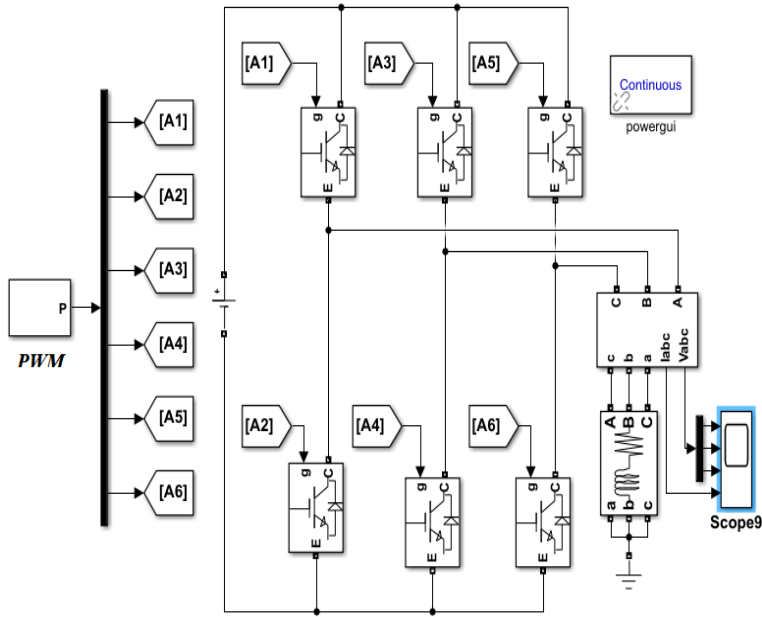 [A1]
[A3]
[A5]
Continuous
powergui
g C
g C
g C
E
E
E
[A1]
[A2]
[A3]
[A4]
[A5]
[A6]
P
PWM
+
C B A
c b a Iabc Vabc
[A2]
[A4]
[A6]
g C
g C
g C
E
E
E
A B C
a b c
Scope9